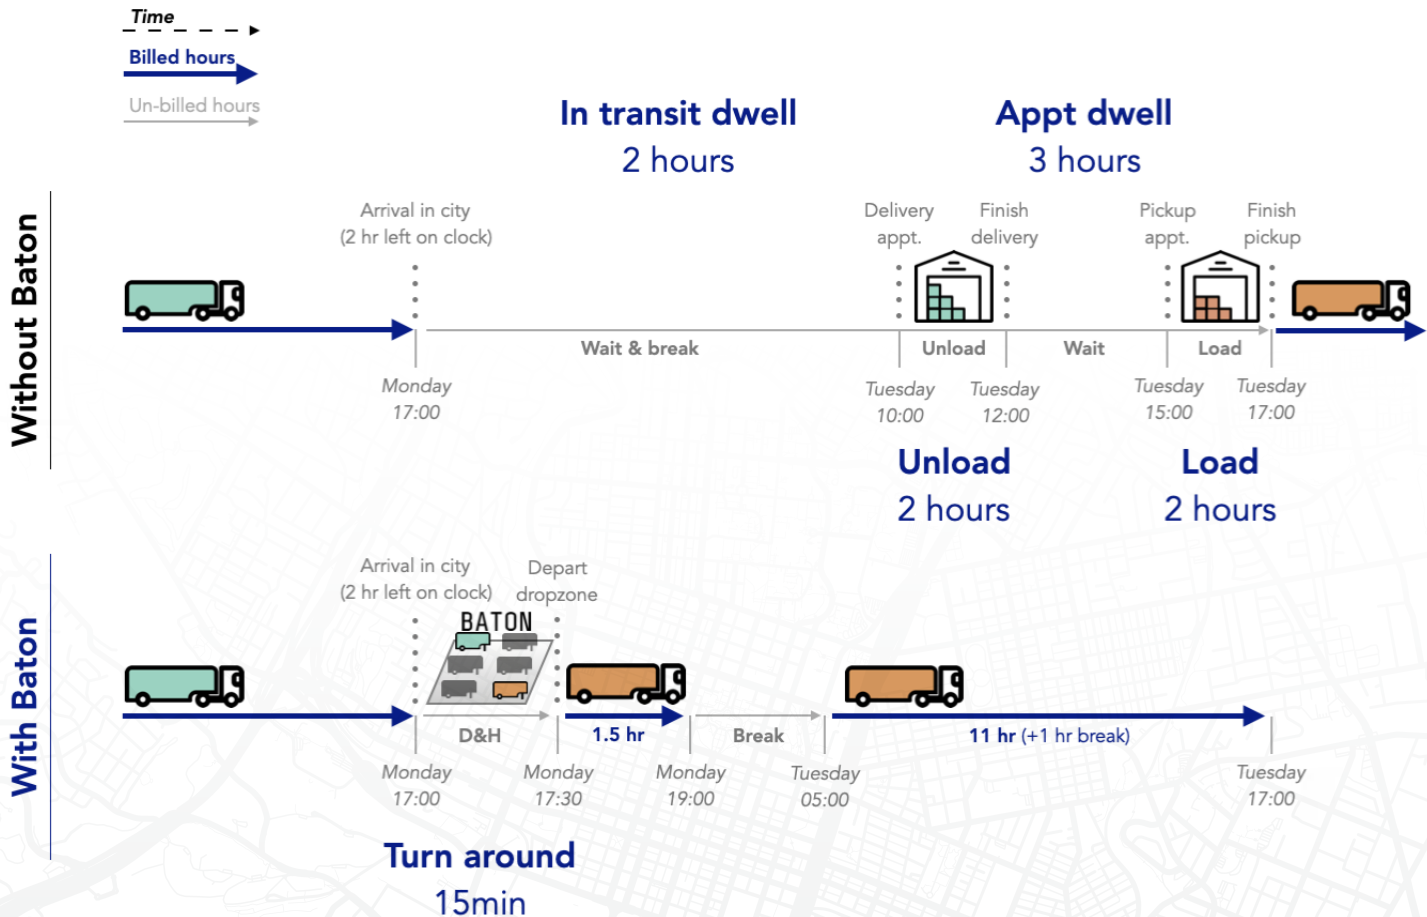 Time
Billed hours
Un-billed hours
In transit dwell
2 hours
Appt dwell
3 hours
Without Baton
Arrival in city
(2 hr left on clock)
Delivery
appt.
Finish
delivery
Pickup
appt.
Finish
pickup
Wait & break
Unload
Wait
Load
Monday
17:00
Tuesday
10:00
Tuesday
12:00
Tuesday
15:00
Tuesday
17:00
Unload
2 hours
Load
2 hours
With Baton
Arrival in city
(2 hr left on clock)
Depart
dropzone
BATON
D&H
1.5 hr
Break
11 hr (+1 hr break)
Monday
17:00
Monday
17:30
Monday
19:00
Tuesday
05:00
Tuesday
17:00
Turn around
15min